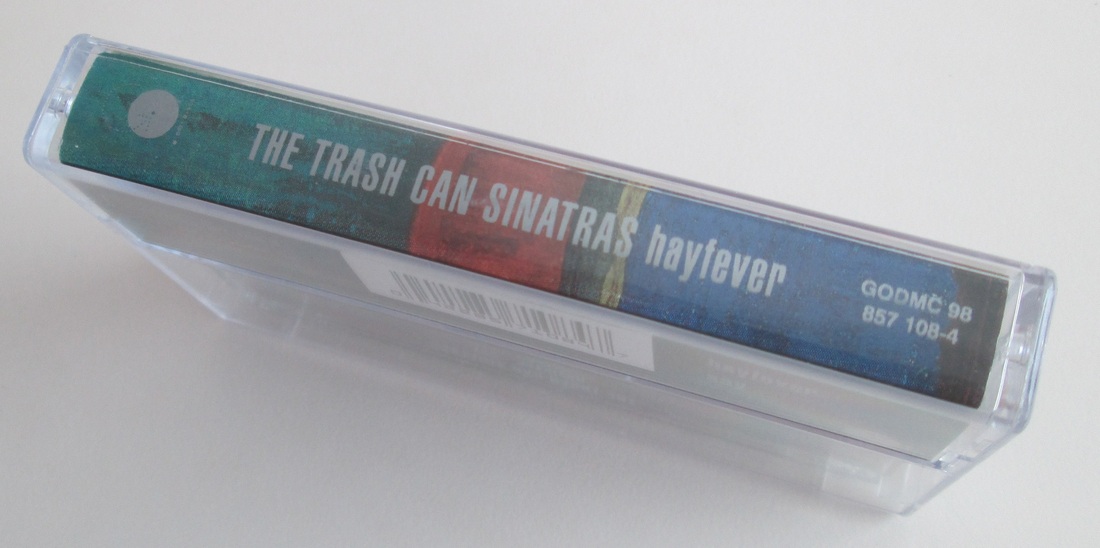 THE TRASH CAN SINATRAS hayfever
GODMC 98
857 108-4